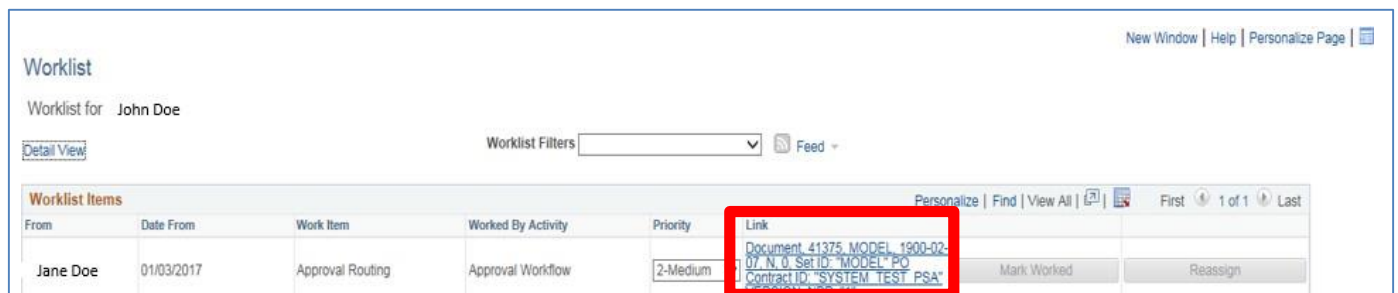 New Window | Help | Personalize Page |
Worklist
Worklist for John Doe
Detail View
Worklist Filters
Feed
Worklist Items
Personalize | Find | View All |
First 1 of 1 Last
From Date From Work Item Worked By Activity Priority Link
Jane Doe 01/03/2017 Approval Routing Approval Workflow 2-Medium
Document, 41375, MODEL, 1900-02-
07, N, 0, Set ID: "MODEL" PO
Contract ID: "SYSTEM_TEST_PSA"
Mark Worked Reassign